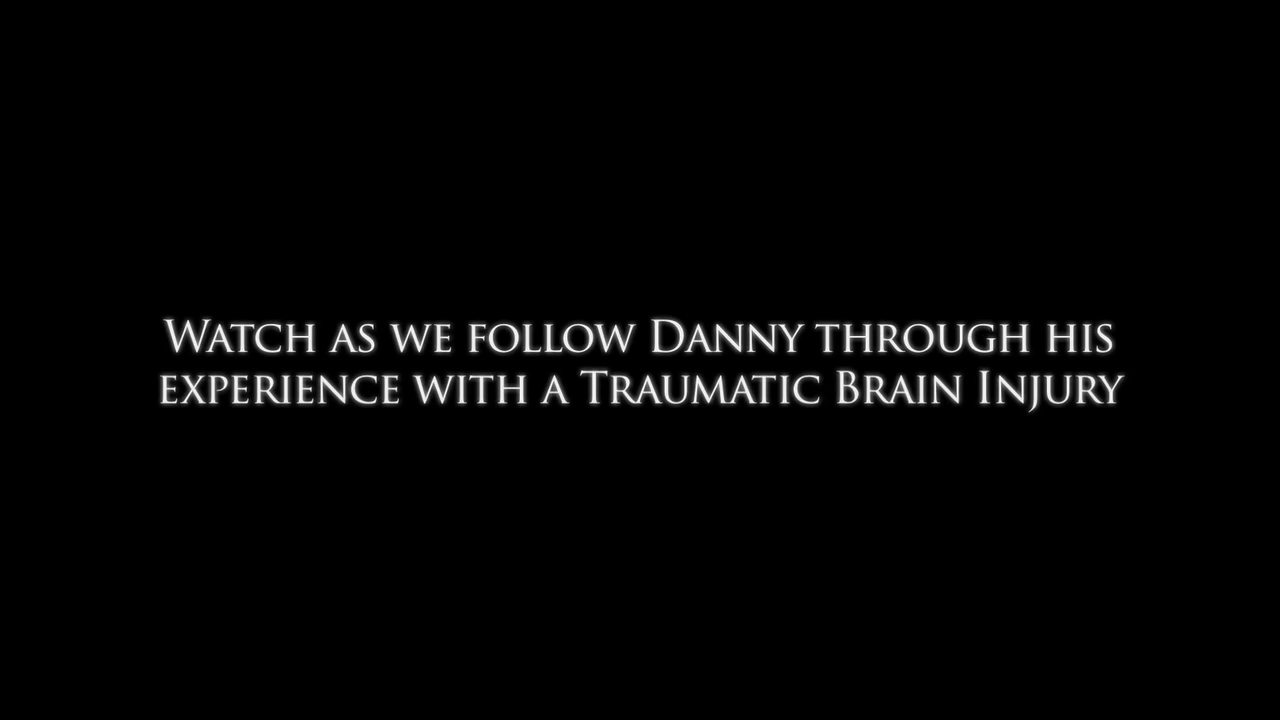 Watch as we follow Danny through his
experience with a Traumatic Brain Injury